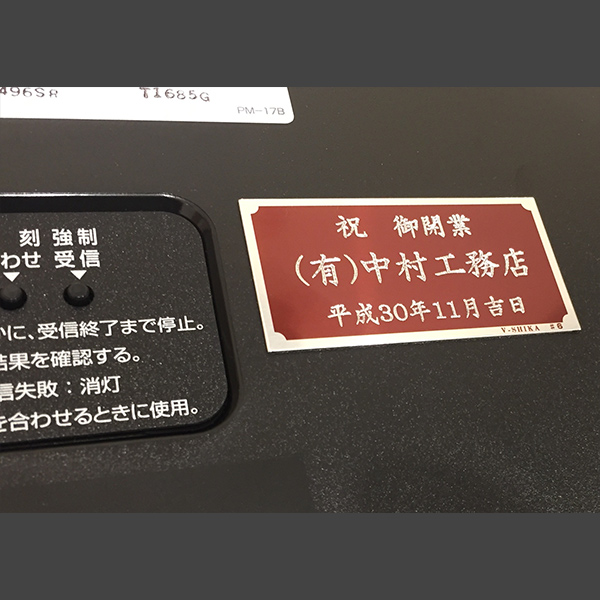 496SR T1685G
PM-17B
刻 強制
わせ 受信
に、受信終了まで停止。
結果を確認する。
信失敗：消灯
を合わせるときに使用。
祝 御開業
(有)中村工務店
平成30年11月吉日
V-SHIKA #6